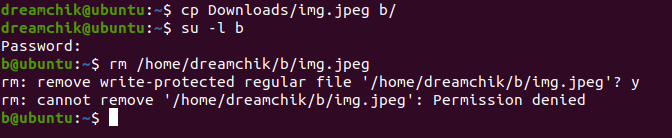 dreamchik@ubuntu:~$ cp Downloads/img.jpeg b/
dreamchik@ubuntu:~$ su -l b
Password:
b@ubuntu:~$ rm /home/dreamchik/b/img.jpeg
rm: remove write-protected regular file '/home/dreamchik/b/img.jpeg'? y
rm: cannot remove '/home/dreamchik/b/img.jpeg': Permission denied
b@ubuntu:~$